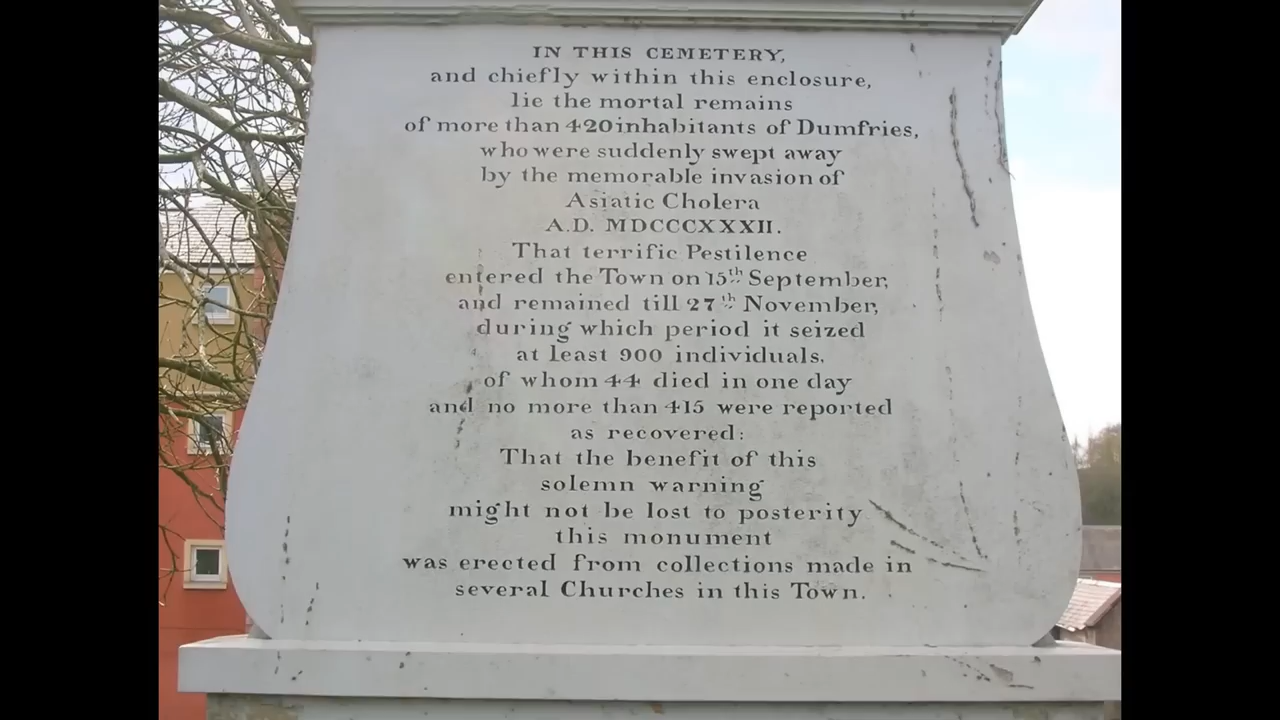 IN THIS CEMETERY,
and chiefly within this enclosure,
lie the mortal remains
of more than 420 inhabitants of Dumfries,
who were suddenly swept away
by the memorable invasion of
Asiatic Cholera
A.D. MDCCCXXXII.
That terrific Pestilence
entered the Town on 15th September,
and remained till 27th November,
during which period it seized
at least 900 individuals,
of whom 44 died in one day
and no more than 415 were reported
as recovered:
That the benefit of this
solemn warning
might not be lost to posterity
this monument
was erected from collections made in
several Churches in this Town.